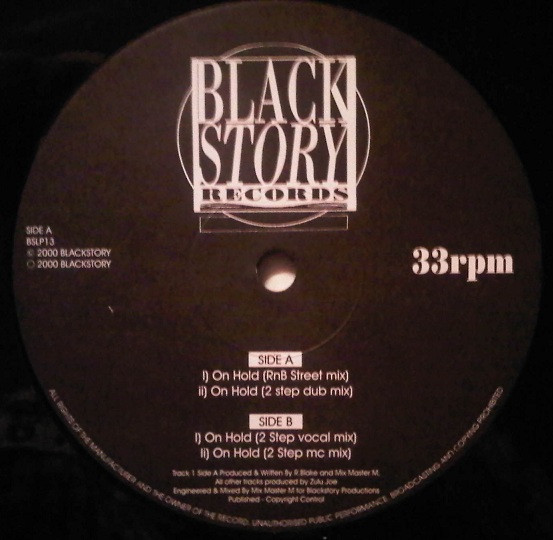 BLACK
STORY
RECORDS
SIDE A
BSLP13
℗ 2000 BLACKSTORY
© 2000 BLACKSTORY
33rpm
SIDE A
i) On Hold (RnB Street mix)
ii) On Hold (2 step dub mix)
SIDE B
i) On Hold (2 Step vocal mix)
ii) On Hold (2 Step mc mix)
Track 1 Side A Produced & Written By R.Blake and Mix Master M.
All other tracks produced by Zulu Joe
Engineered & Mixed By Mix Master M for Blackstory Productions
Published - Copyright Control
ALL RIGHTS OF THE MANUFACTURER AND THE OWNER OF THE RECORD. UNAUTHORISED PUBLIC PERFORMANCE, BROADCASTING AND COPYING PROHIBITED